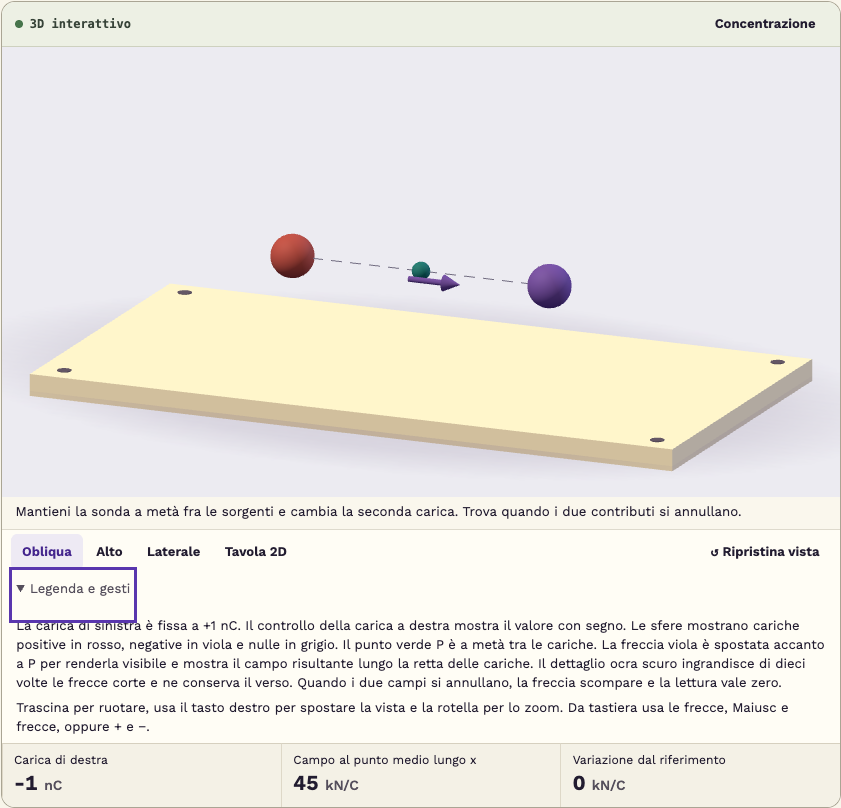 3D interattivo
Concentrazione
Mantieni la sonda a metà fra le sorgenti e cambia la seconda carica. Trova quando i due contributi si annullano.
Obliqua Alto Laterale Tavola 2D ↺ Ripristina vista
▼ Legenda e gesti
La carica di sinistra è fissa a +1 nC. Il controllo della carica a destra mostra il valore con segno. Le sfere mostrano cariche
positive in rosso, negative in viola e nulle in grigio. Il punto verde P è a metà tra le cariche. La freccia viola è spostata accanto
a P per renderla visibile e mostra il campo risultante lungo la retta delle cariche. Il dettaglio ocra scuro ingrandisce di dieci
volte le frecce corte e ne conserva il verso. Quando i due campi si annullano, la freccia scompare e la lettura vale zero.
Trascina per ruotare, usa il tasto destro per spostare la vista e la rotella per lo zoom. Da tastiera usa le frecce, Maiusc e
frecce, oppure + e −.
Carica di destra
−1 nC
Campo al punto medio lungo x
45 kN/C
Variazione dal riferimento
0 kN/C